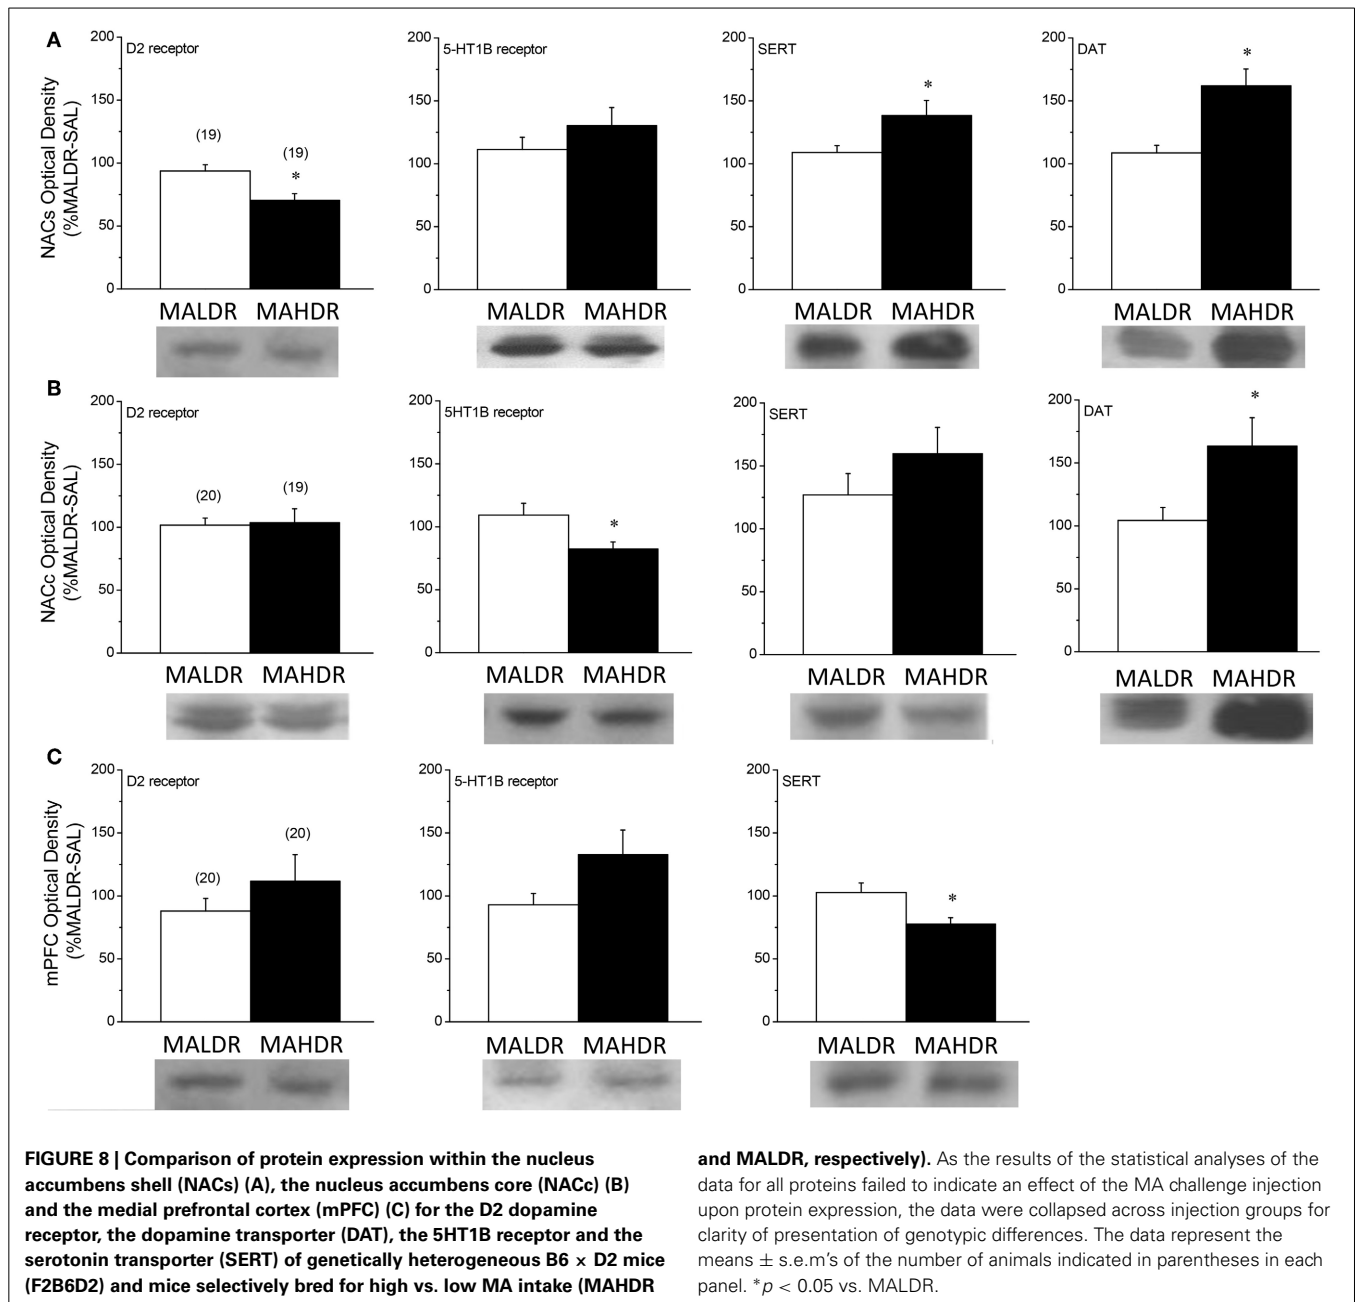 A
D2 receptor
5-HT1B receptor
SERT
DAT
NACs Optical Density
(%MALDR-SAL)
200
150
100
50
0
(19)
(19)
*
200
150
100
50
0
200
150
100
50
0
*
200
150
100
50
0
*
MALDR MAHDR
MALDR MAHDR
MALDR MAHDR
MALDR MAHDR
B
D2 receptor
5HT1B receptor
SERT
DAT
NACc Optical Density
(%MALDR-SAL)
200
150
100
50
0
(20)
(19)
200
150
100
50
0
*
200
150
100
50
0
200
150
100
50
0
*
MALDR MAHDR
MALDR MAHDR
MALDR MAHDR
MALDR MAHDR
C
D2 receptor
5-HT1B receptor
SERT
mPFC Optical Density
(%MALDR-SAL)
200
150
100
50
0
(20)
(20)
200
150
100
50
0
200
150
100
50
0
*
MALDR MAHDR
MALDR MAHDR
MALDR MAHDR
FIGURE 8 | Comparison of protein expression within the nucleus
accumbens shell (NACs) (A), the nucleus accumbens core (NACc) (B)
and the medial prefrontal cortex (mPFC) (C) for the D2 dopamine
receptor, the dopamine transporter (DAT), the 5HT1B receptor and the
serotonin transporter (SERT) of genetically heterogeneous B6 × D2 mice
(F2B6D2) and mice selectively bred for high vs. low MA intake (MAHDR
and MALDR, respectively). As the results of the statistical analyses of the
data for all proteins failed to indicate an effect of the MA challenge injection
upon protein expression, the data were collapsed across injection groups for
clarity of presentation of genotypic differences. The data represent the
means ± s.e.m's of the number of animals indicated in parentheses in each
panel. *p < 0.05 vs. MALDR.